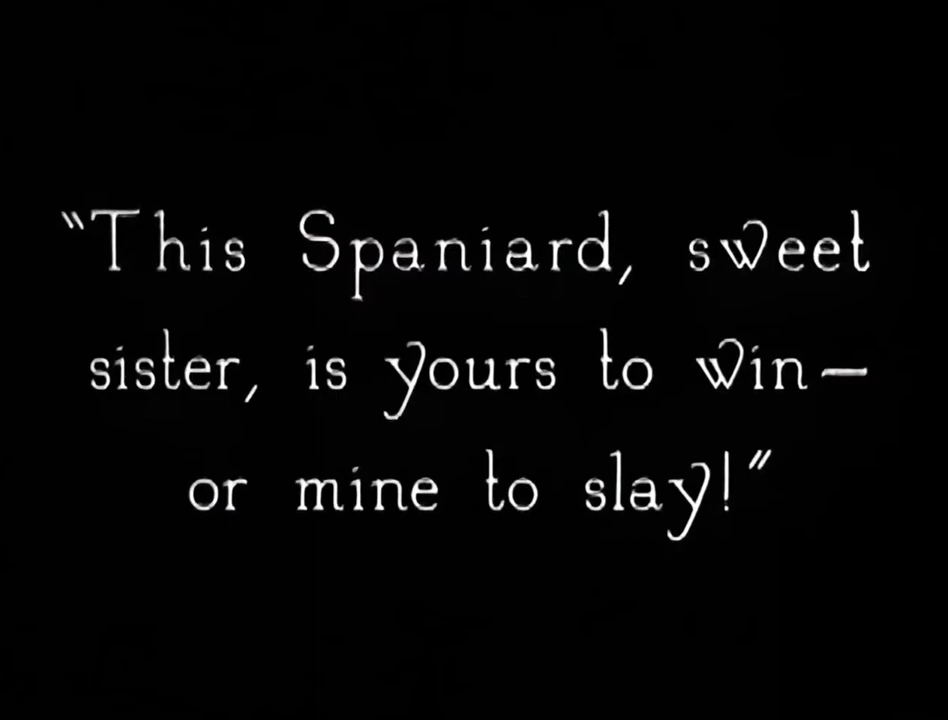 “This Spaniard, sweet
sister, is yours to win—
or mine to slay!”